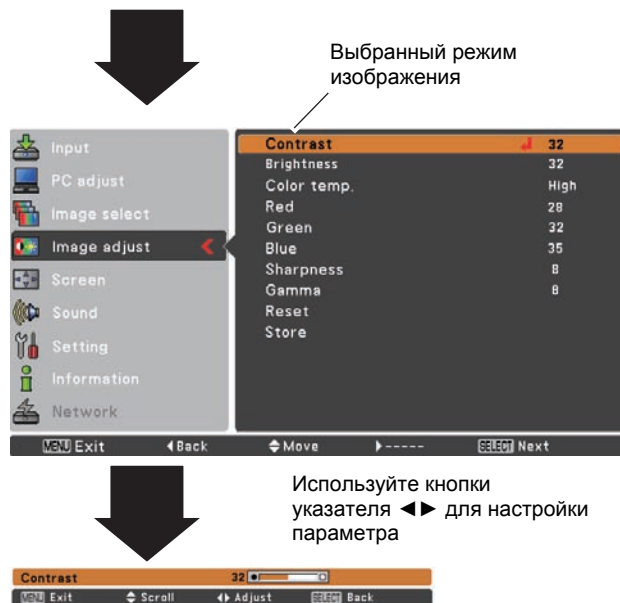 Выбранный режим
изображения
Input
PC adjust
Image select
Image adjust
Screen
Sound
Setting
Information
Network
Contrast 32
Brightness 32
Color temp. High
Red 28
Green 32
Blue 35
Sharpness 8
Gamma 8
Reset
Store
MENU Exit ◀Back ⬍Move ▶----- SELECT Next
Используйте кнопки
указателя ◄► для настройки
параметра
Contrast 32
MENU Exit ⬍ Scroll ◀▶ Adjust SELECT Back